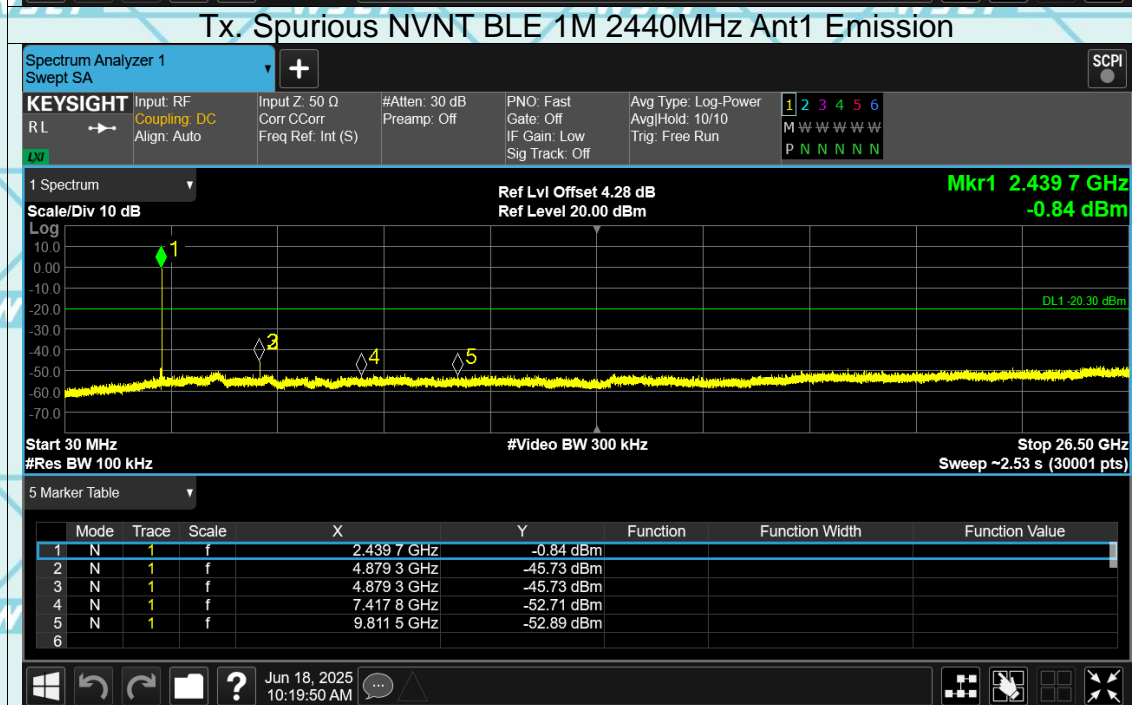 Tx. Spurious NVNT BLE 1M 2440MHz Ant1 Emission
Spectrum Analyzer 1
Swept SA
+
SCPI
KEYSIGHT
RL
LXI
Input: RF
Coupling: DC
Align: Auto
Input Z: 50 Ω
Corr CCorr
Freq Ref: Int (S)
#Atten: 30 dB
Preamp: Off
PNO: Fast
Gate: Off
IF Gain: Low
Sig Track: Off
Avg Type: Log-Power
Avg|Hold: 10/10
Trig: Free Run
1 2 3 4 5 6
M W W W W W
P N N N N N
1 Spectrum
Scale/Div 10 dB
Ref Lvl Offset 4.28 dB
Ref Level 20.00 dBm
Mkr1 2.439 7 GHz
-0.84 dBm
Log
10.0
0.00
-10.0
-20.0
-30.0
-40.0
-50.0
-60.0
-70.0
1
3
4
5
DL1 -20.30 dBm
Start 30 MHz
#Res BW 100 kHz
#Video BW 300 kHz
Stop 26.50 GHz
Sweep ~2.53 s (30001 pts)
5 Marker Table
Mode Trace Scale X Y Function Function Width Function Value
1 N 1 f 2.439 7 GHz -0.84 dBm
2 N 1 f 4.879 3 GHz -45.73 dBm
3 N 1 f 4.879 3 GHz -45.73 dBm
4 N 1 f 7.417 8 GHz -52.71 dBm
5 N 1 f 9.811 5 GHz -52.89 dBm
6
?
Jun 18, 2025
10:19:50 AM